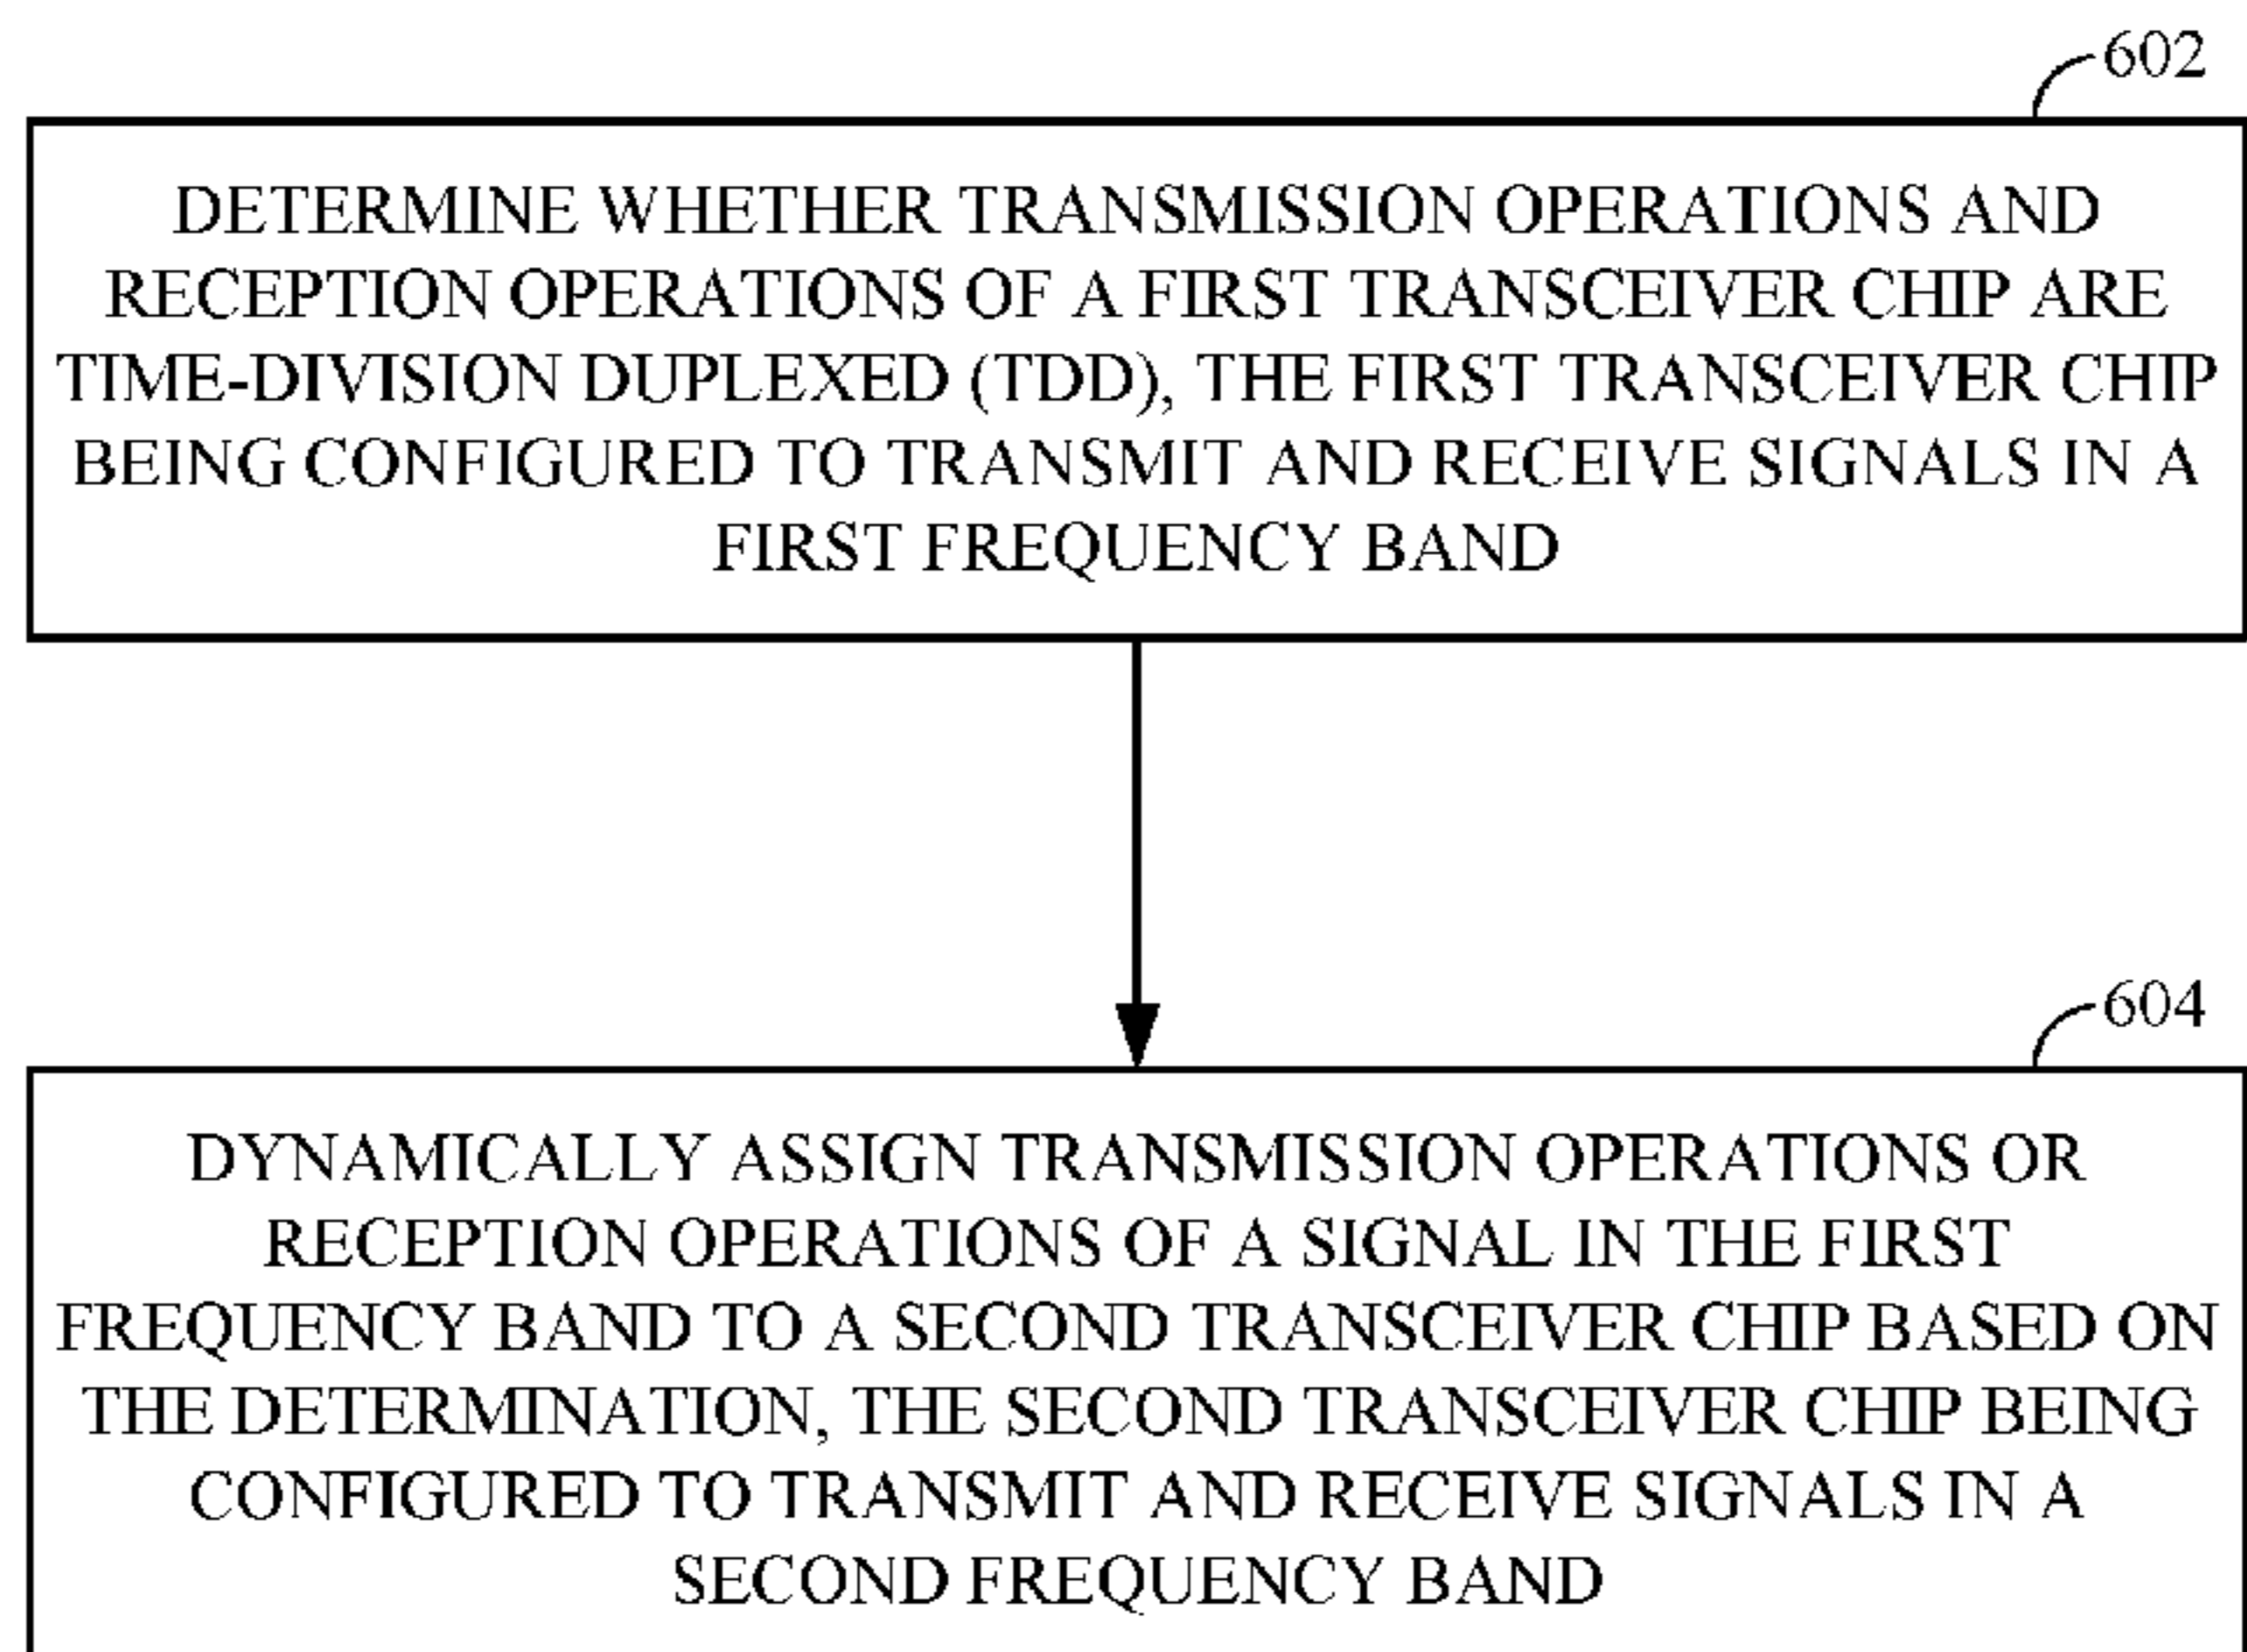 602
DETERMINE WHETHER TRANSMISSION OPERATIONS AND
RECEPTION OPERATIONS OF A FIRST TRANSCEIVER CHIP ARE
TIME-DIVISION DUPLEXED (TDD), THE FIRST TRANSCEIVER CHIP
BEING CONFIGURED TO TRANSMIT AND RECEIVE SIGNALS IN A
FIRST FREQUENCY BAND
604
DYNAMICALLY ASSIGN TRANSMISSION OPERATIONS OR
RECEPTION OPERATIONS OF A SIGNAL IN THE FIRST
FREQUENCY BAND TO A SECOND TRANSCEIVER CHIP BASED ON
THE DETERMINATION, THE SECOND TRANSCEIVER CHIP BEING
CONFIGURED TO TRANSMIT AND RECEIVE SIGNALS IN A
SECOND FREQUENCY BAND